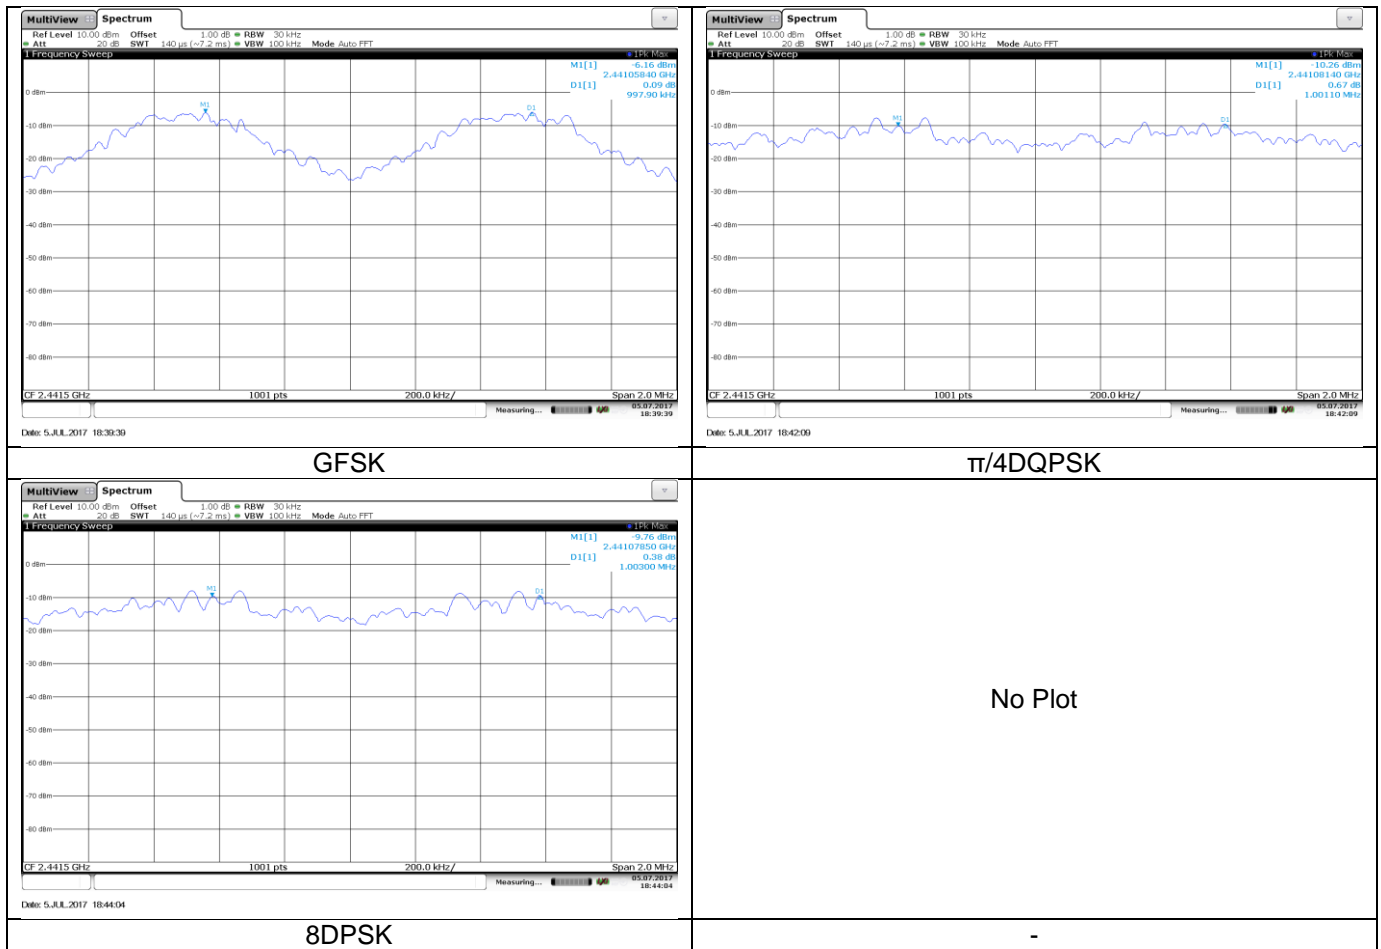 MultiView Spectrum
Ref Level 10.00 dBm Offset 1.00 dB RBW 30 kHz
Att 20 dB SWT 140 µs (~7.2 ms) VBW 100 kHz Mode Auto FFT
1 Frequency Sweep 1Pk Max
M1[1] -6.16 dBm
2.44105840 GHz
D1[1] 0.09 dB
997.90 kHz
0 dBm
M1
D1
-10 dBm
-20 dBm
-30 dBm
-40 dBm
-50 dBm
-60 dBm
-70 dBm
-80 dBm
CF 2.4415 GHz 1001 pts 200.0 kHz/ Span 2.0 MHz
Measuring... 05.07.2017
18:39:39
Date: 5.JUL.2017 18:39:39
GFSK
MultiView Spectrum
Ref Level 10.00 dBm Offset 1.00 dB RBW 30 kHz
Att 20 dB SWT 140 µs (~7.2 ms) VBW 100 kHz Mode Auto FFT
1 Frequency Sweep 1Pk Max
M1[1] -10.26 dBm
2.44108140 GHz
D1[1] 0.67 dB
1.00110 MHz
0 dBm
M1
D1
-10 dBm
-20 dBm
-30 dBm
-40 dBm
-50 dBm
-60 dBm
-70 dBm
-80 dBm
CF 2.4415 GHz 1001 pts 200.0 kHz/ Span 2.0 MHz
Measuring... 05.07.2017
18:42:09
Date: 5.JUL.2017 18:42:09
π/4DQPSK
MultiView Spectrum
Ref Level 10.00 dBm Offset 1.00 dB RBW 30 kHz
Att 20 dB SWT 140 µs (~7.2 ms) VBW 100 kHz Mode Auto FFT
1 Frequency Sweep 1Pk Max
M1[1] -9.76 dBm
2.44107850 GHz
D1[1] 0.38 dB
1.00300 MHz
0 dBm
M1
D1
-10 dBm
-20 dBm
-30 dBm
-40 dBm
-50 dBm
-60 dBm
-70 dBm
-80 dBm
CF 2.4415 GHz 1001 pts 200.0 kHz/ Span 2.0 MHz
Measuring... 05.07.2017
18:44:04
Date: 5.JUL.2017 18:44:04
8DPSK
No Plot
-